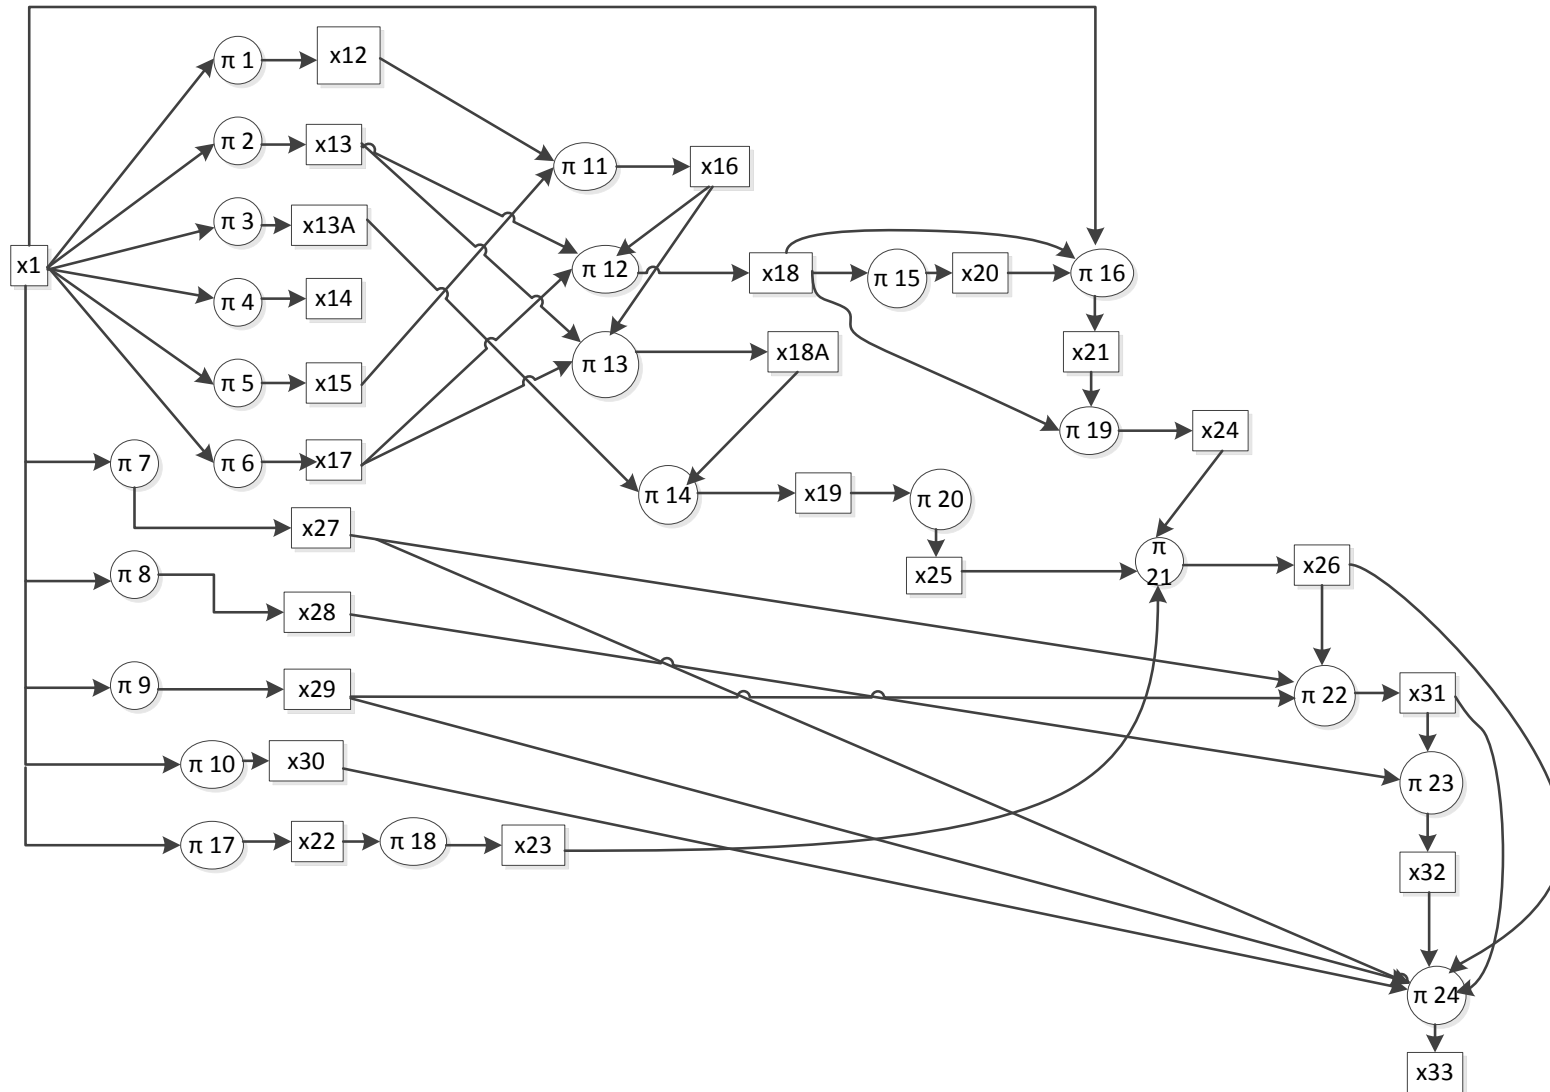 π 1
x12
π 2
x13
π 11
x16
π 3
x13A
x1
π 12
x18
π 15
x20
π 16
π 4
x14
x21
π 13
x18A
π 5
x15
π 19
x24
π 7
π 6
x17
π 14
x19
π 20
x27
π
21
x26
x25
π 8
x28
π 9
x29
π 22
x31
π 10
x30
π 23
π 17
x22
π 18
x23
x32
π 24
x33